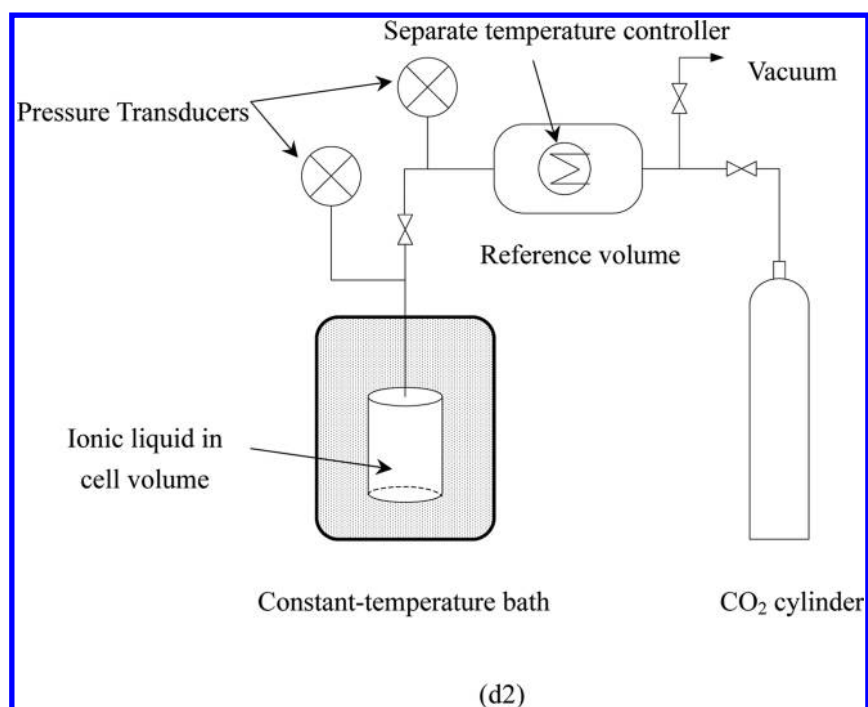 Separate temperature controller
Vacuum
Pressure Transducers
Reference volume
Ionic liquid in
cell volume
Constant-temperature bath
CO₂ cylinder
(d2)